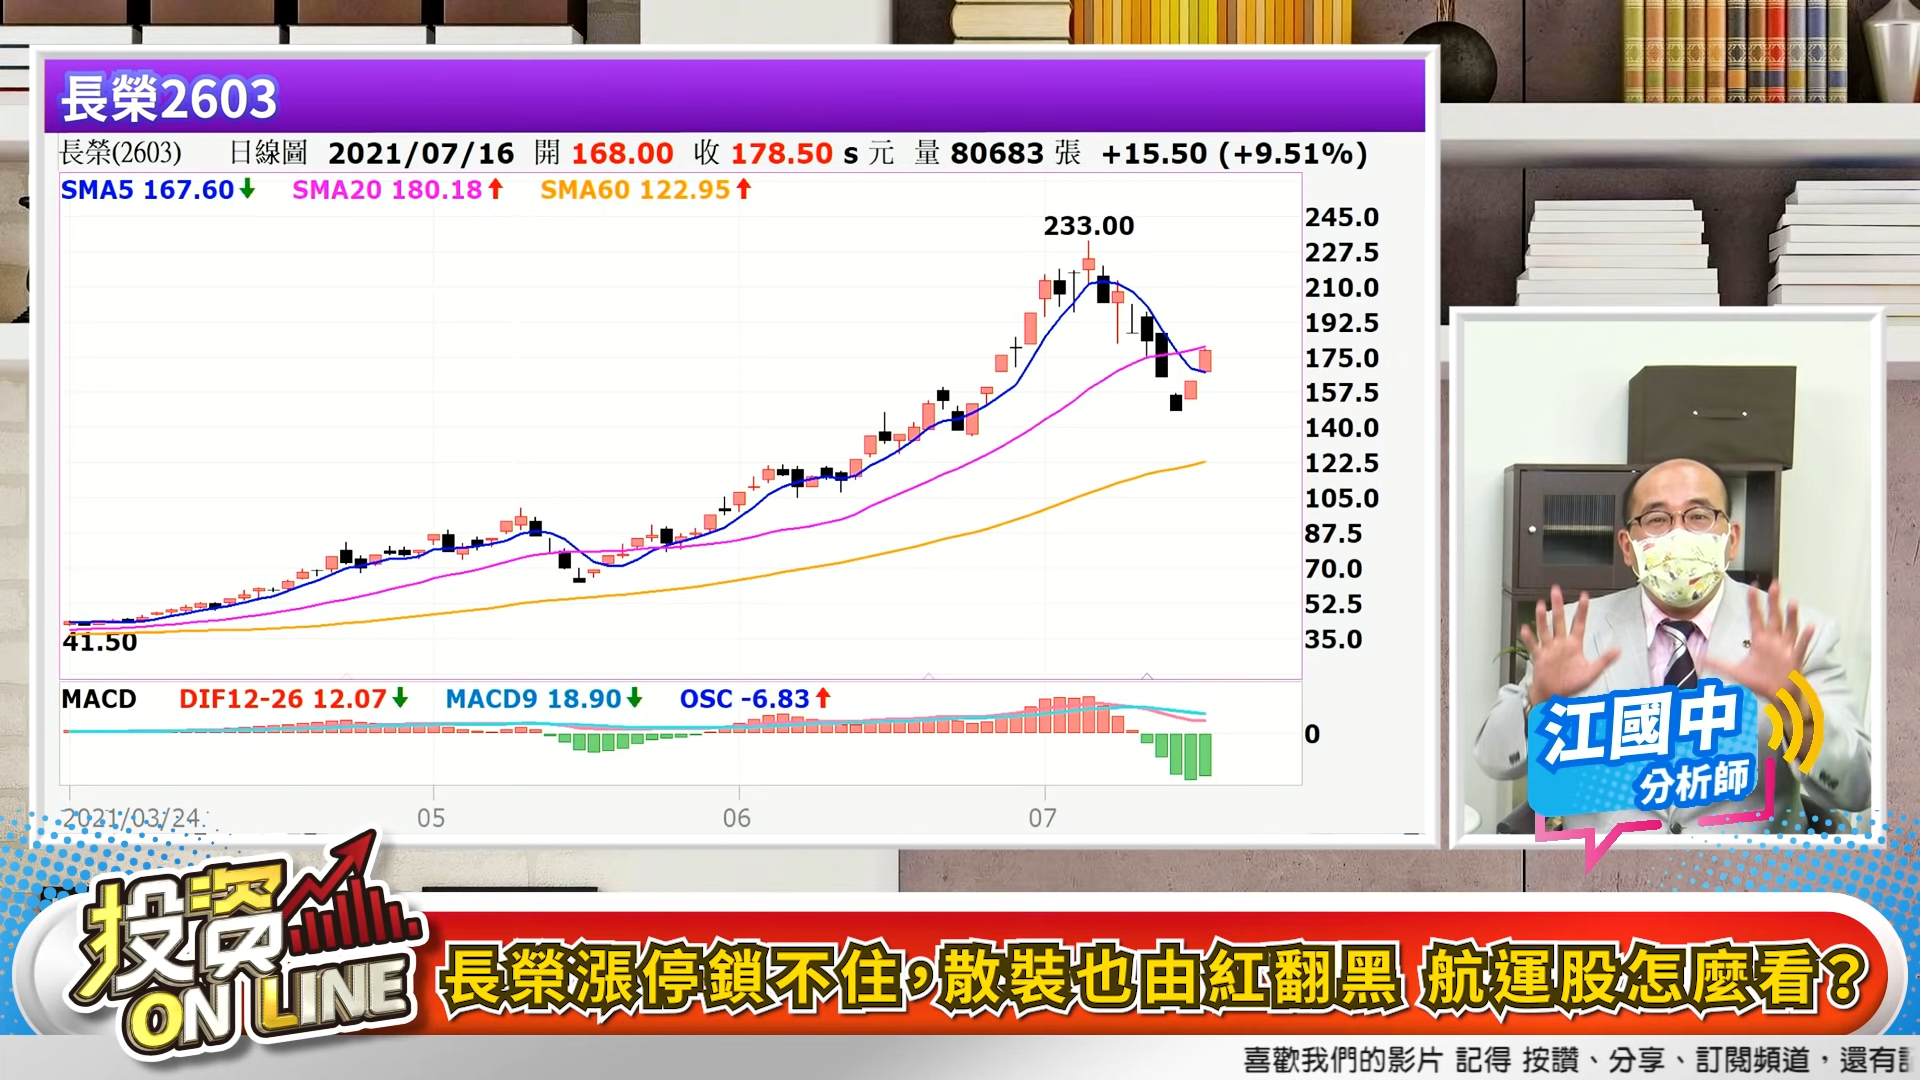 長榮2603
長榮(2603) 日線圖 2021/07/16 開 168.00 收 178.50 s 元 量 80683 張 +15.50 (+9.51%)
SMA5 167.60↓ SMA20 180.18↑ SMA60 122.95↑
233.00
245.0
227.5
210.0
192.5
175.0
157.5
140.0
122.5
105.0
87.5
70.0
52.5
35.0
41.50
MACD DIF12-26 12.07↓ MACD9 18.90↓ OSC -6.83↑
0
2021/03/24 05 06 07
江國中
分析師
投資
ON LINE
長榮漲停鎖不住,散裝也由紅翻黑 航運股怎麼看?
喜歡我們的影片 記得 按讚、分享、訂閱頻道,還有